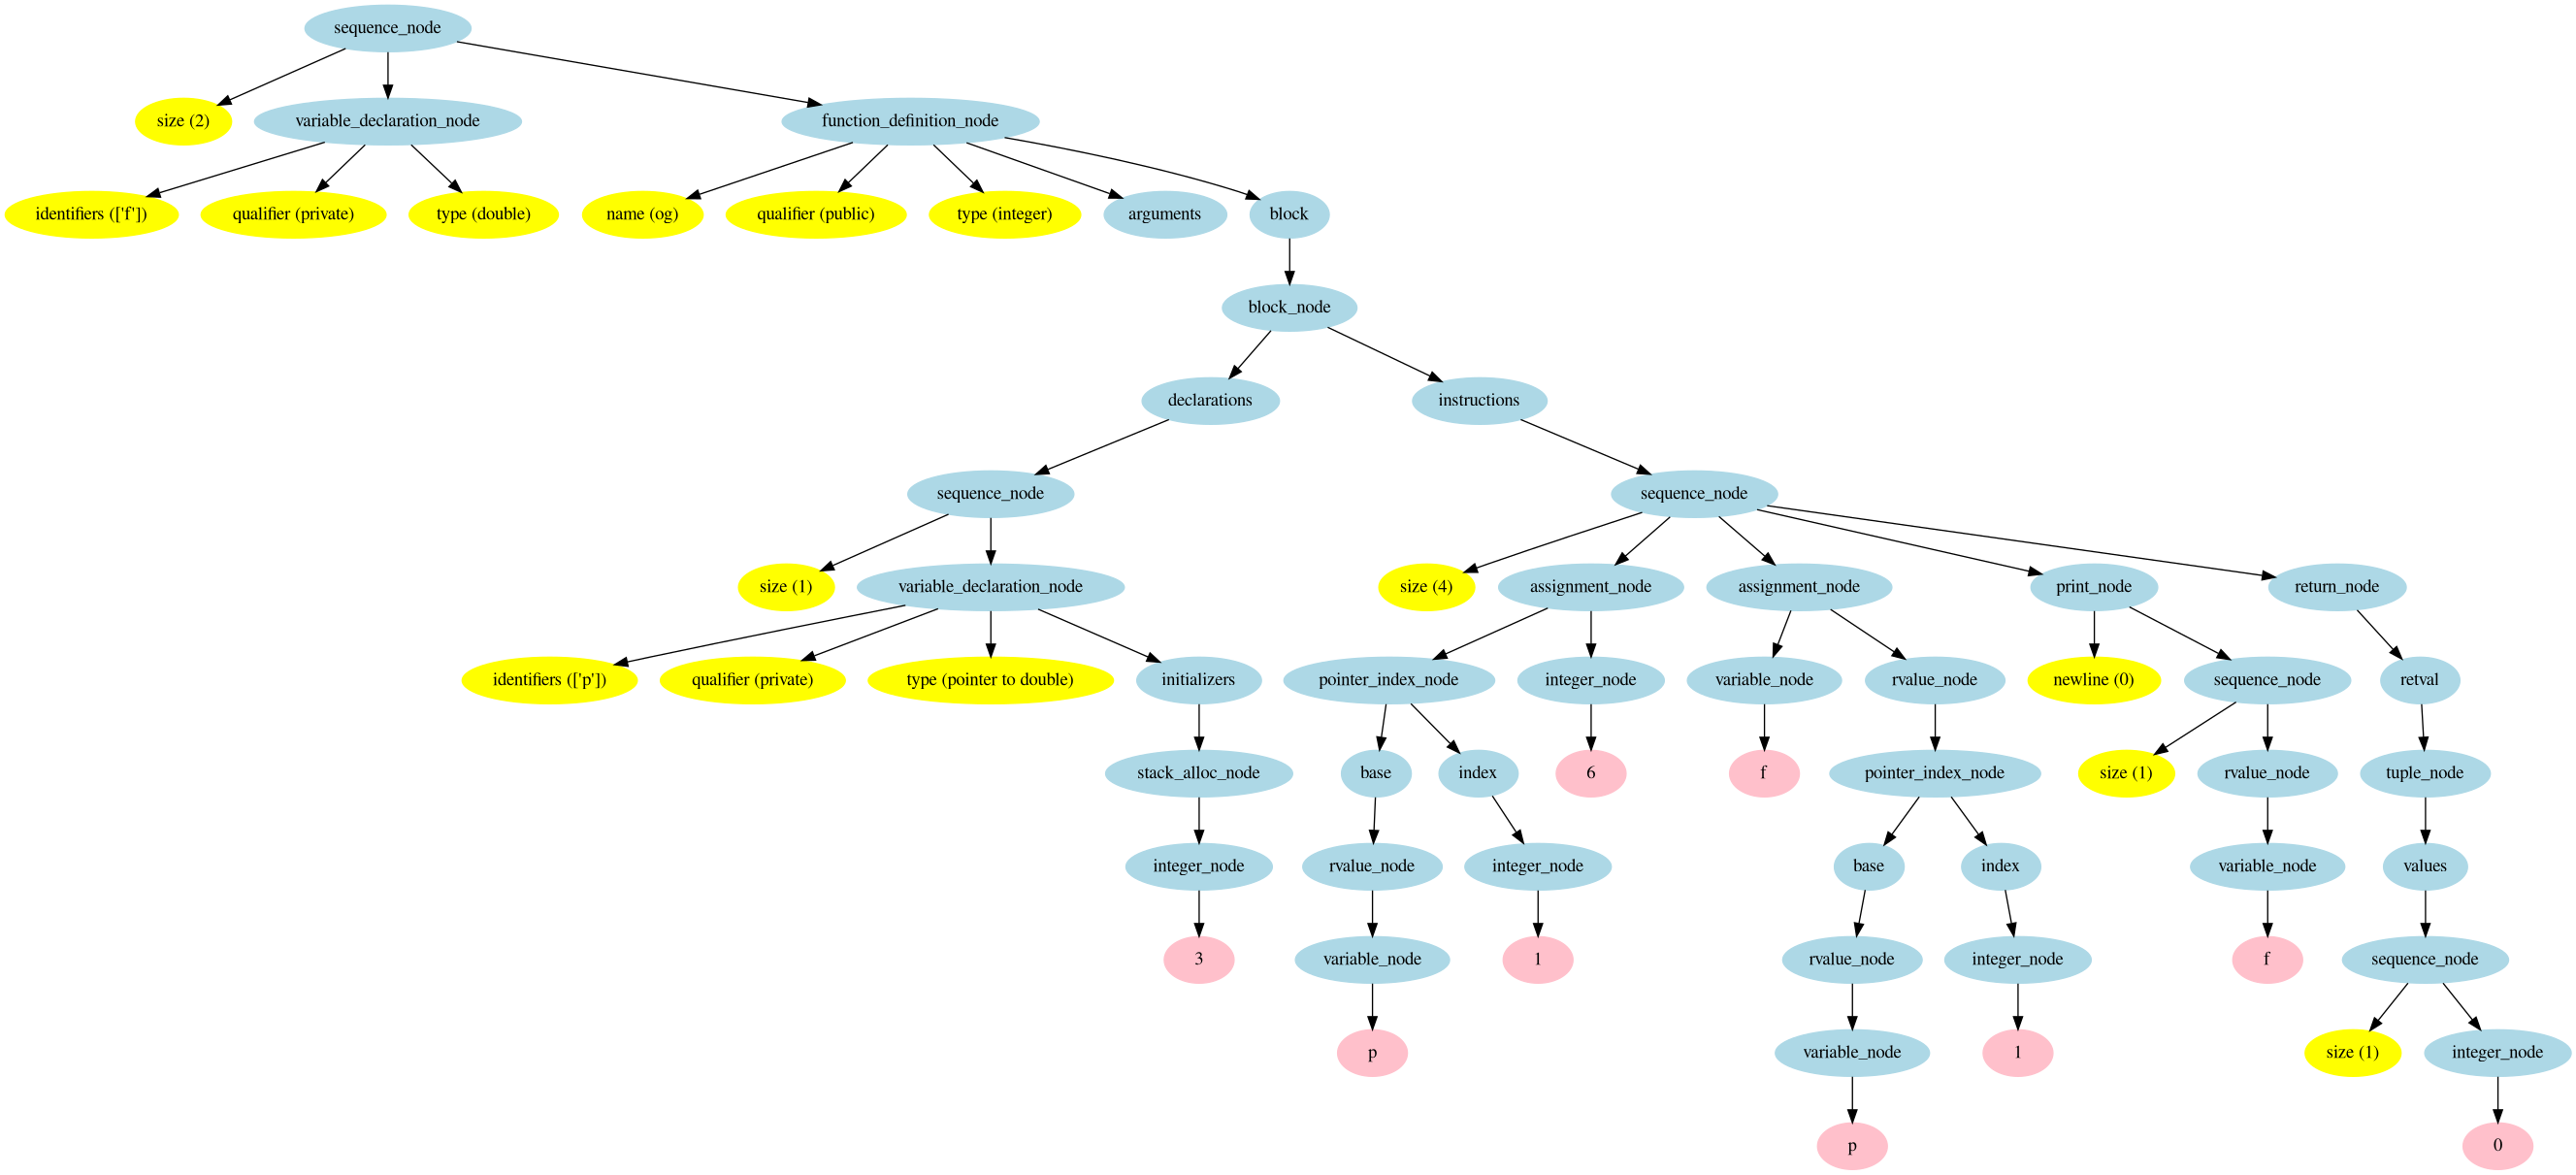 sequence_node
size (2)
variable_declaration_node
function_definition_node
identifiers (['f'])
qualifier (private)
type (double)
name (og)
qualifier (public)
type (integer)
arguments
block
block_node
declarations
instructions
sequence_node
sequence_node
size (1)
variable_declaration_node
size (4)
assignment_node
assignment_node
print_node
return_node
identifiers (['p'])
qualifier (private)
type (pointer to double)
initializers
pointer_index_node
integer_node
variable_node
rvalue_node
newline (0)
sequence_node
retval
stack_alloc_node
base
index
6
f
pointer_index_node
size (1)
rvalue_node
tuple_node
integer_node
rvalue_node
integer_node
base
index
variable_node
values
3
variable_node
1
rvalue_node
integer_node
f
sequence_node
p
variable_node
1
size (1)
integer_node
p
0